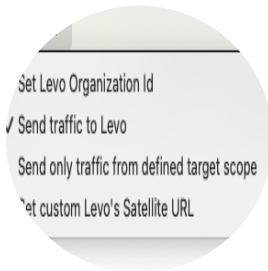 Set Levo Organization Id
✓ Send traffic to Levo
Send only traffic from defined target scope
Set custom Levo's Satellite URL